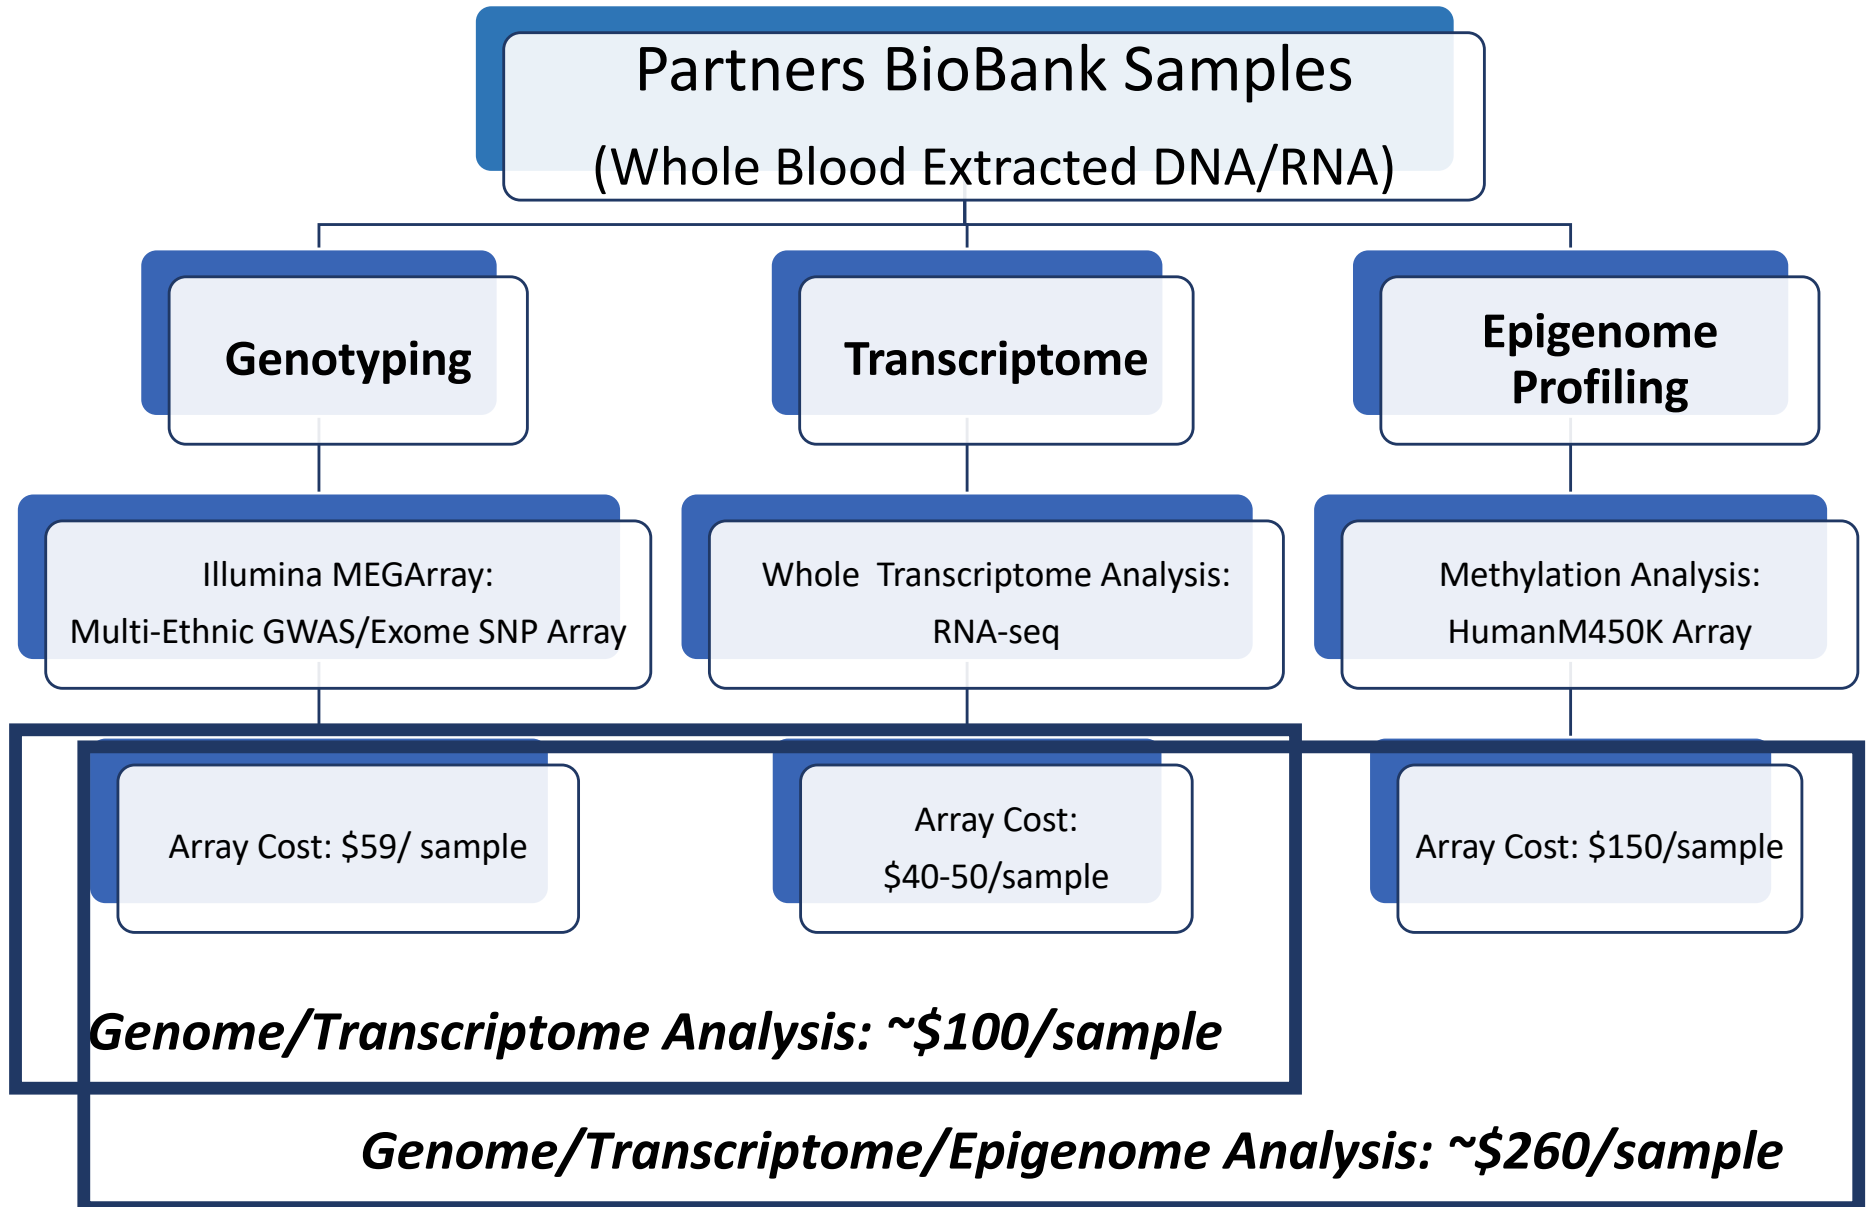 Partners BioBank Samples
(Whole Blood Extracted DNA/RNA)
Genotyping
Transcriptome
Epigenome
Profiling
Illumina MEGArray:
Multi-Ethnic GWAS/Exome SNP Array
Whole  Transcriptome Analysis:
RNA-seq
Methylation Analysis:
HumanM450K Array
Array Cost: $59/ sample
Array Cost:
$40-50/sample
Array Cost: $150/sample
Genome/Transcriptome Analysis: ~$100/sample
Genome/Transcriptome/Epigenome Analysis: ~$260/sample